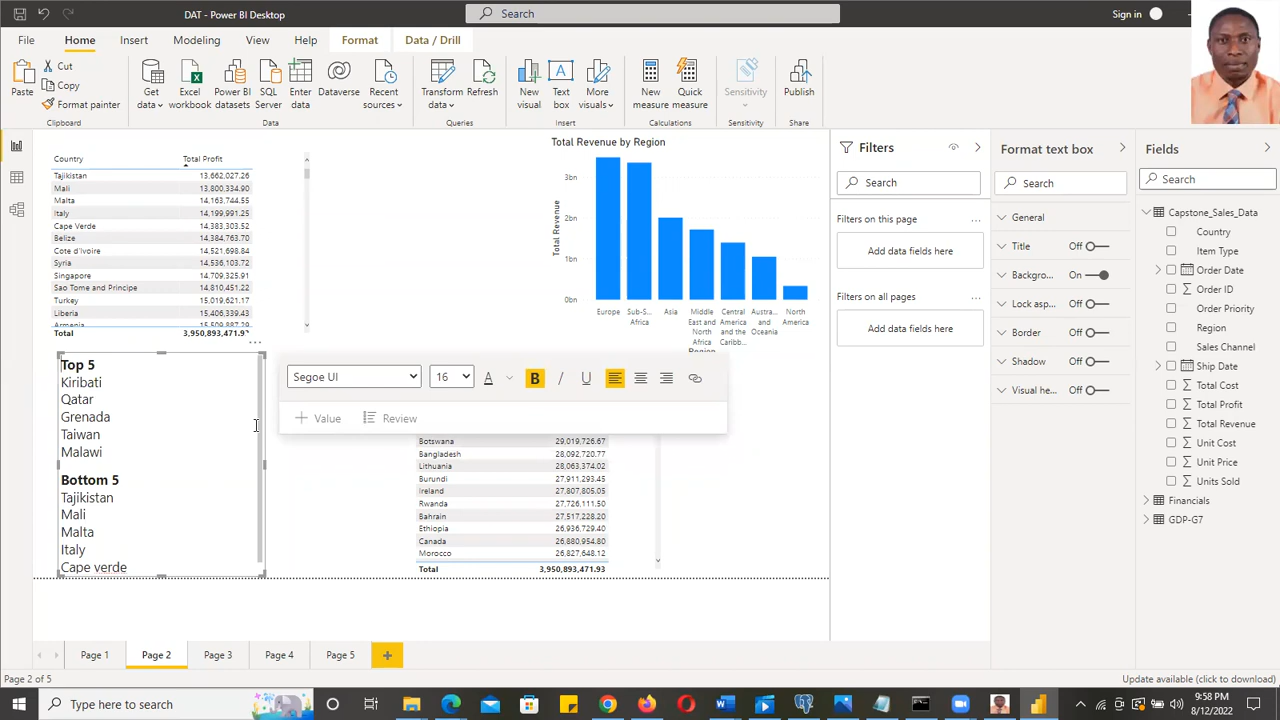 DAT - Power BI Desktop
Search
Sign in
File
Home
Insert
Modeling
View
Help
Format
Data / Drill
Paste
Cut
Copy
Format painter
Clipboard
Get data
Excel workbook
Power BI datasets
SQL Server
Enter data
Dataverse
Recent sources
Data
Transform data
Refresh
Queries
New visual
Text box
More visuals
Insert
New measure
Quick measure
Calculations
Sensitivity
Sensitivity
Publish
Share
Country Total Profit
Tajikistan 13,662,027.26
Mali 13,800,334.90
Malta 14,163,744.55
Italy 14,199,991.25
Cape Verde 14,383,303.52
Belize 14,384,763.70
Cote d'Ivoire 14,521,698.84
Syria 14,536,103.72
Singapore 14,709,325.91
Sao Tome and Principe 14,810,451.22
Turkey 15,019,621.17
Liberia 15,406,339.43
Armenia 15,509,887.79
Total 3,950,893,471.93
Total Revenue by Region
Total Revenue
3bn
2bn
1bn
0bn
Europe
Sub-S... Africa
Asia
Middle East and North Africa
Central America and the Caribb...
Austra... and Oceania
North America
Region
Top 5
Kiribati
Qatar
Grenada
Taiwan
Malawi
Bottom 5
Tajikistan
Mali
Malta
Italy
Cape verde
Segoe UI
16
A
B
I
U
Value
Review
Botswana 29,019,726.67
Bangladesh 28,092,720.77
Lithuania 28,063,374.02
Burundi 27,911,293.45
Ireland 27,807,805.05
Rwanda 27,726,111.50
Bahrain 27,517,228.20
Ethiopia 26,936,729.40
Canada 26,880,954.80
Morocco 26,827,648.12
Total 3,950,893,471.93
Filters
Search
Filters on this page
Add data fields here
Filters on all pages
Add data fields here
Format text box
Search
General
Title Off
Backgro... On
Lock asp... Off
Border Off
Shadow Off
Visual he... Off
Fields
Search
Capstone_Sales_Data
Country
Item Type
Order Date
Order ID
Order Priority
Region
Sales Channel
Ship Date
Total Cost
Total Profit
Total Revenue
Unit Cost
Unit Price
Units Sold
Financials
GDP-G7
Page 1
Page 2
Page 3
Page 4
Page 5
Page 2 of 5
Update available (click to download)
Type here to search
9:58 PM
8/12/2022